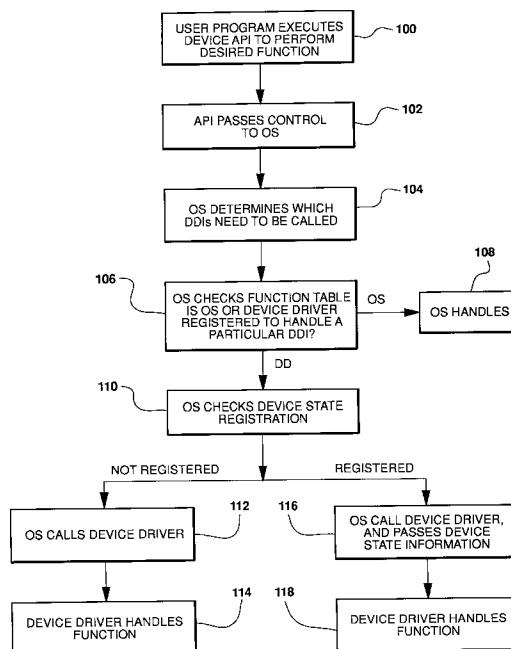 USER PROGRAM EXECUTES
DEVICE API TO PERFORM
DESIRED FUNCTION
100
API PASSES CONTROL
TO OS
102
OS DETERMINES WHICH
DDIs NEED TO BE CALLED
104
106
OS CHECKS FUNCTION TABLE
IS OS OR DEVICE DRIVER
REGISTERED TO HANDLE A
PARTICULAR DDI?
OS
108
OS HANDLES
DD
110
OS CHECKS DEVICE STATE
REGISTRATION
NOT REGISTERED
REGISTERED
112
OS CALLS DEVICE DRIVER
116
OS CALL DEVICE DRIVER,
AND PASSES DEVICE
STATE INFORMATION
114
DEVICE DRIVER HANDLES
FUNCTION
118
DEVICE DRIVER HANDLES
FUNCTION